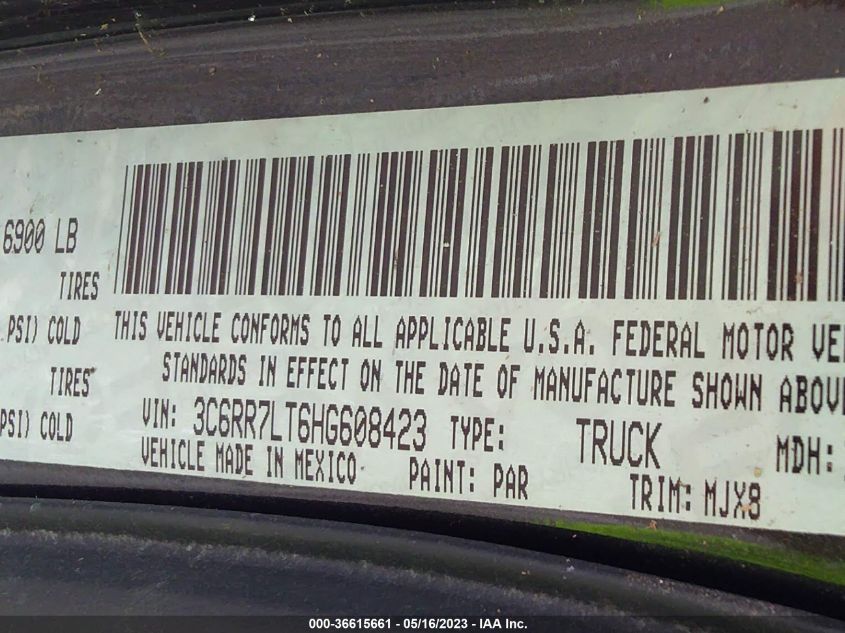 6900 LB
TIRES
PSI) COLD
TIRES
PSI) COLD
THIS VEHICLE CONFORMS TO ALL APPLICABLE U.S.A. FEDERAL MOTOR VE
STANDARDS IN EFFECT ON THE DATE OF MANUFACTURE SHOWN ABOV
VIN: 3C6RR7LT6HG608423 TYPE: TRUCK MDH:
VEHICLE MADE IN MEXICO PAINT: PAR TRIM: MJX8
000-36615661 - 05/16/2023 - IAA Inc.